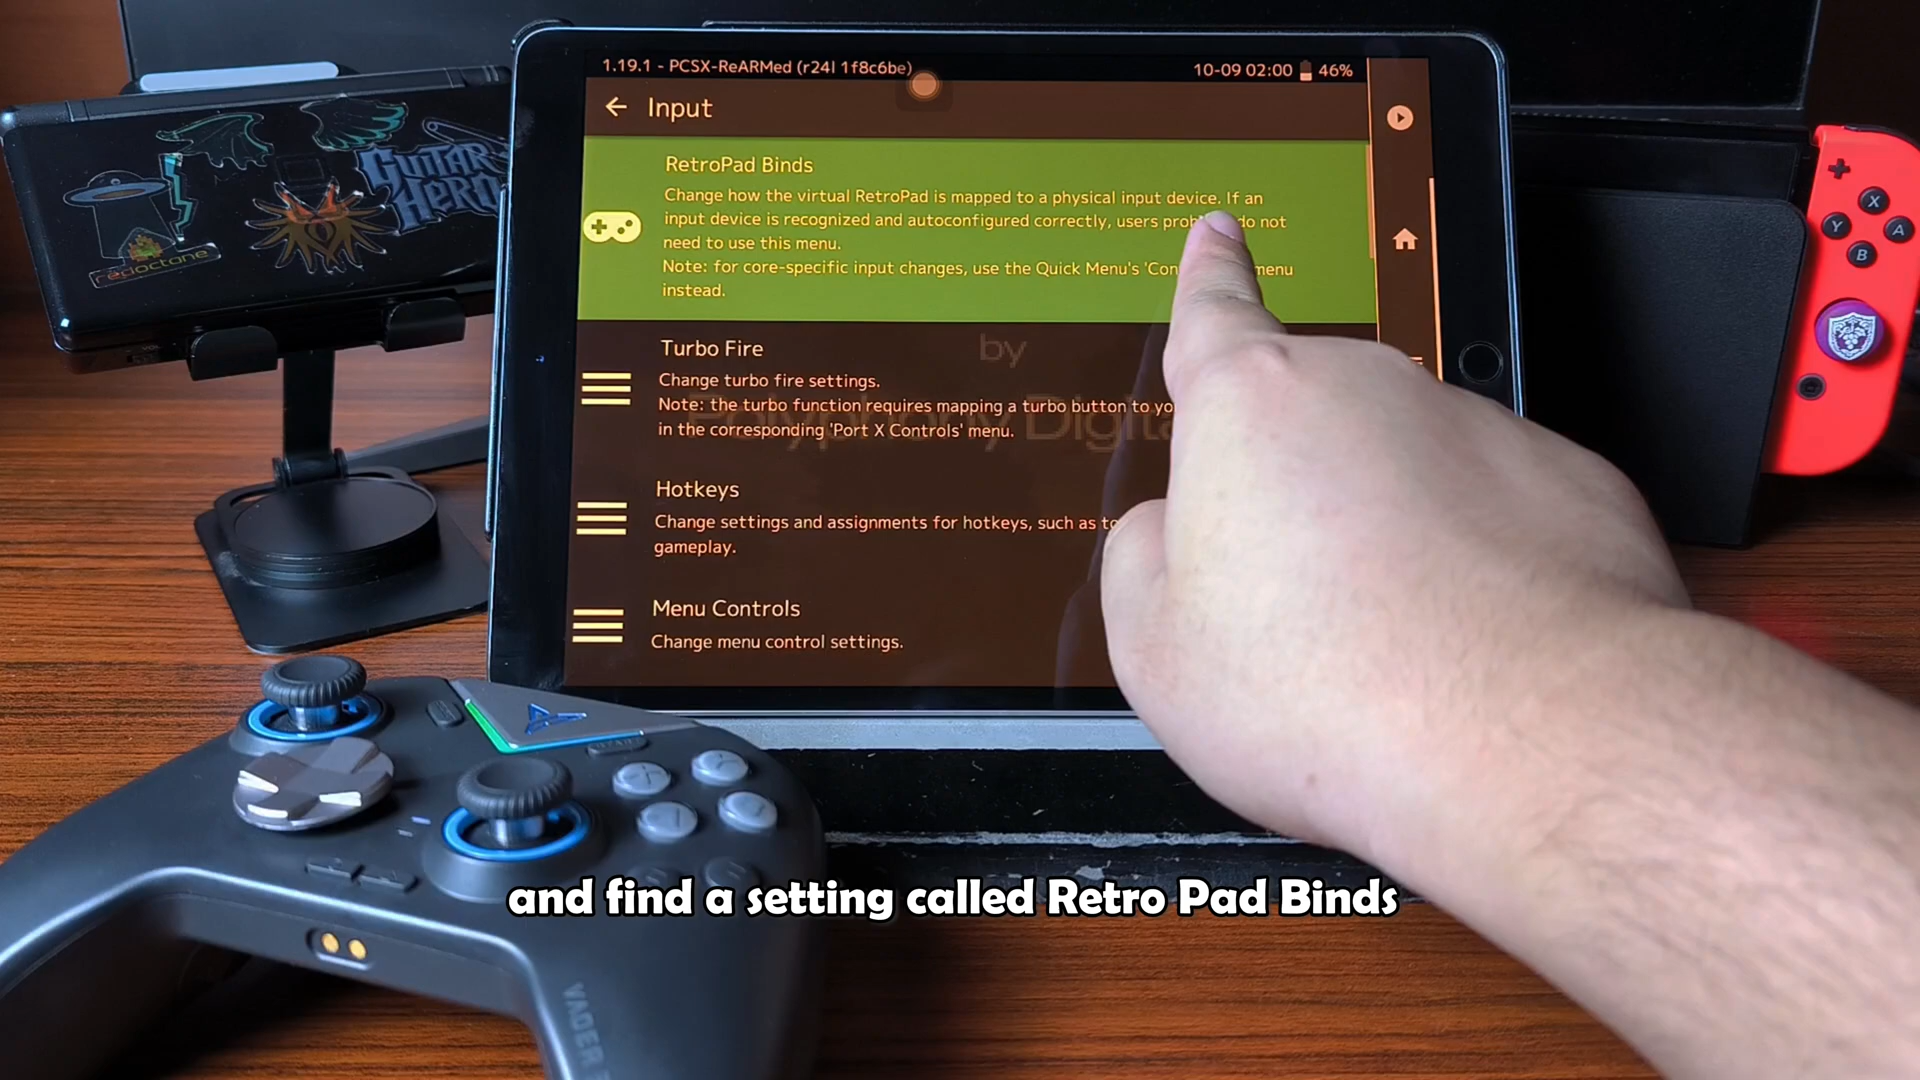 1.19.1 - PCSX-ReARMed (r24l 1f8c6be)
10-09 02:00
46%
Input
RetroPad Binds
Change how the virtual RetroPad is mapped to a physical input device. If an
input device is recognized and autoconfigured correctly, users do not
need to use this menu.
Note: for core-specific input changes, use the Quick Menu's menu
instead.
by
Polyphony
Turbo Fire
Change turbo fire settings.
Note: the turbo function requires mapping a turbo button to
in the corresponding 'Port X Controls' menu.
Hotkeys
Change settings and assignments for hotkeys, such as
gameplay.
Menu Controls
Change menu control settings.
GUITAR
HERO
redoctane
X
Y
A
B
VADER
and find a setting called Retro Pad Binds